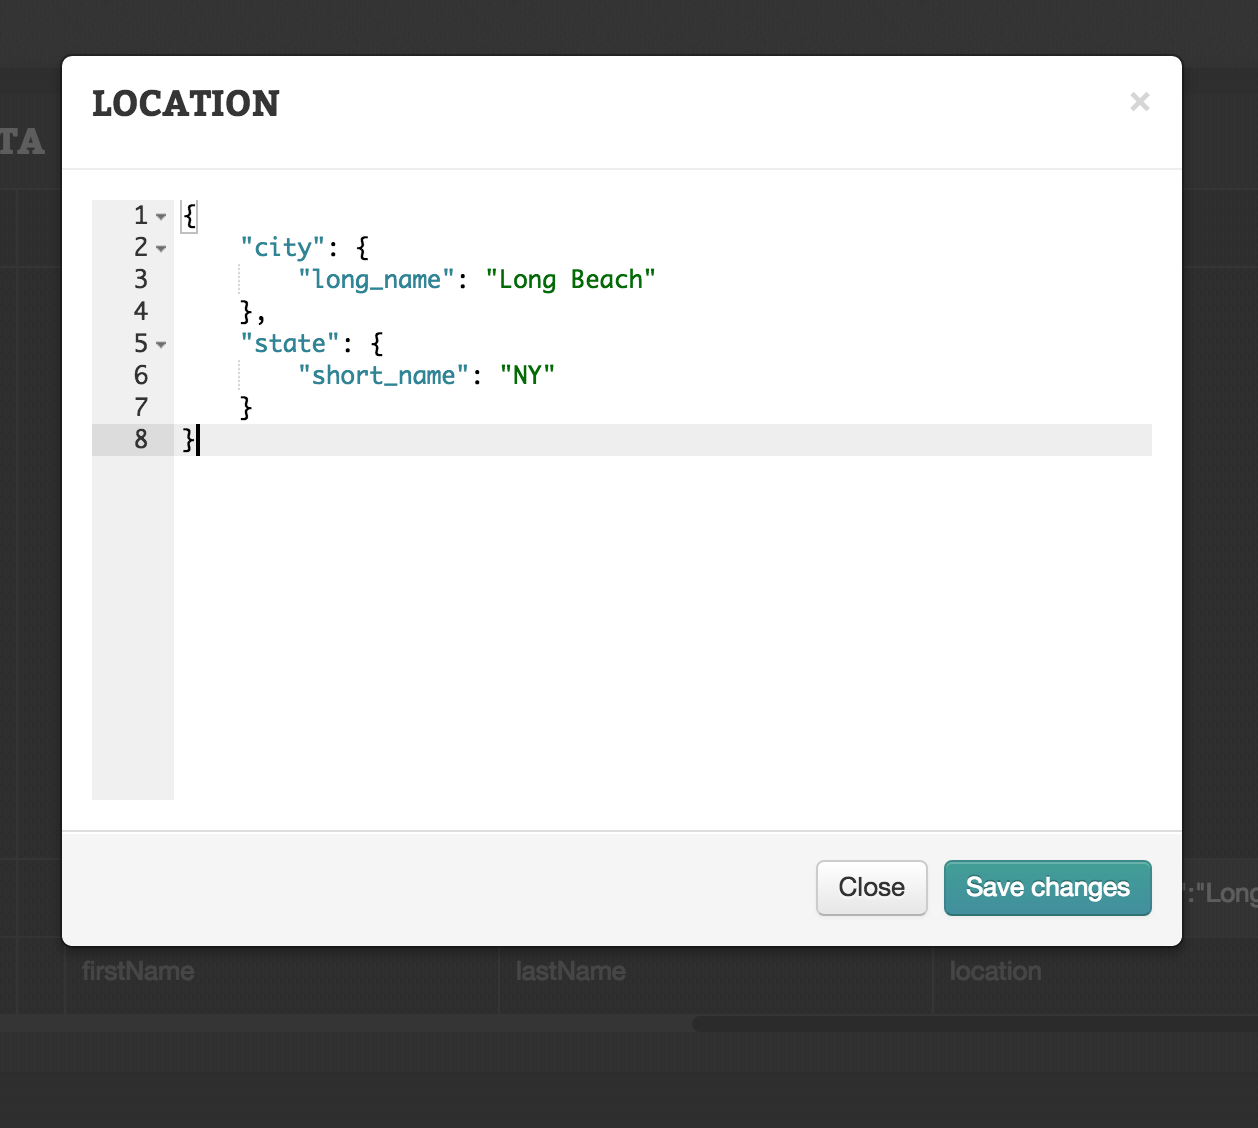 LOCATION
×
TA
1 {
2     "city": {
3         "long_name": "Long Beach"
4     },
5     "state": {
6         "short_name": "NY"
7     }
8 }
Close
Save changes
":"Long
firstName
lastName
location